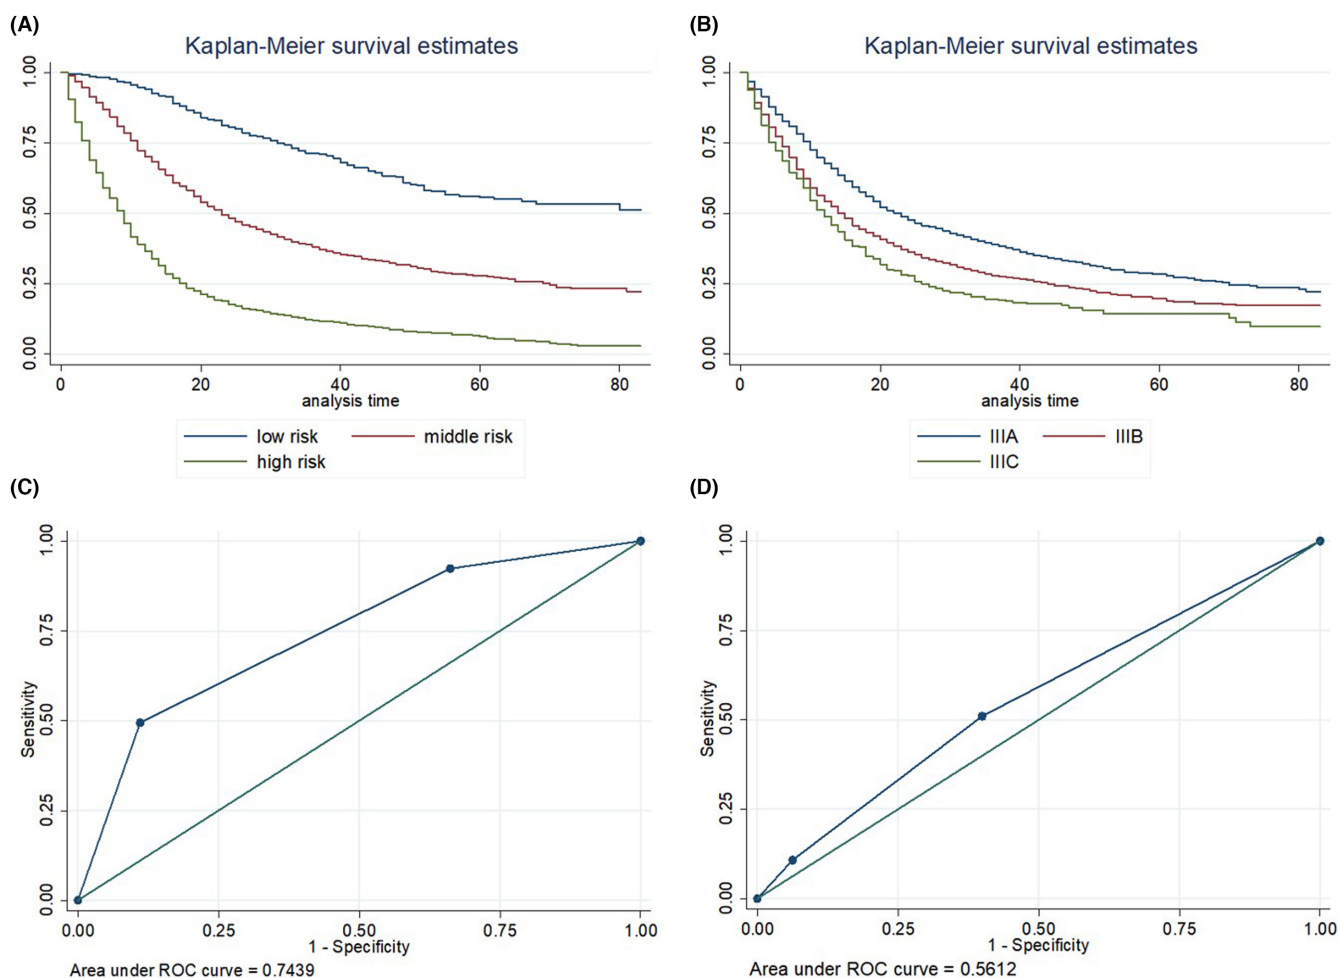 (A)
Kaplan-Meier survival estimates
1.00
0.75
0.50
0.25
0.00
0 20 40 60 80
analysis time
low risk middle risk
high risk
(B)
Kaplan-Meier survival estimates
1.00
0.75
0.50
0.25
0.00
0 20 40 60 80
analysis time
IIIA IIIB
IIIC
(C)
Sensitivity
1.00
0.75
0.50
0.25
0.00
0.00 0.25 0.50 0.75 1.00
1 - Specificity
Area under ROC curve = 0.7439
(D)
Sensitivity
1.00
0.75
0.50
0.25
0.00
0.00 0.25 0.50 0.75 1.00
1 - Specificity
Area under ROC curve = 0.5612